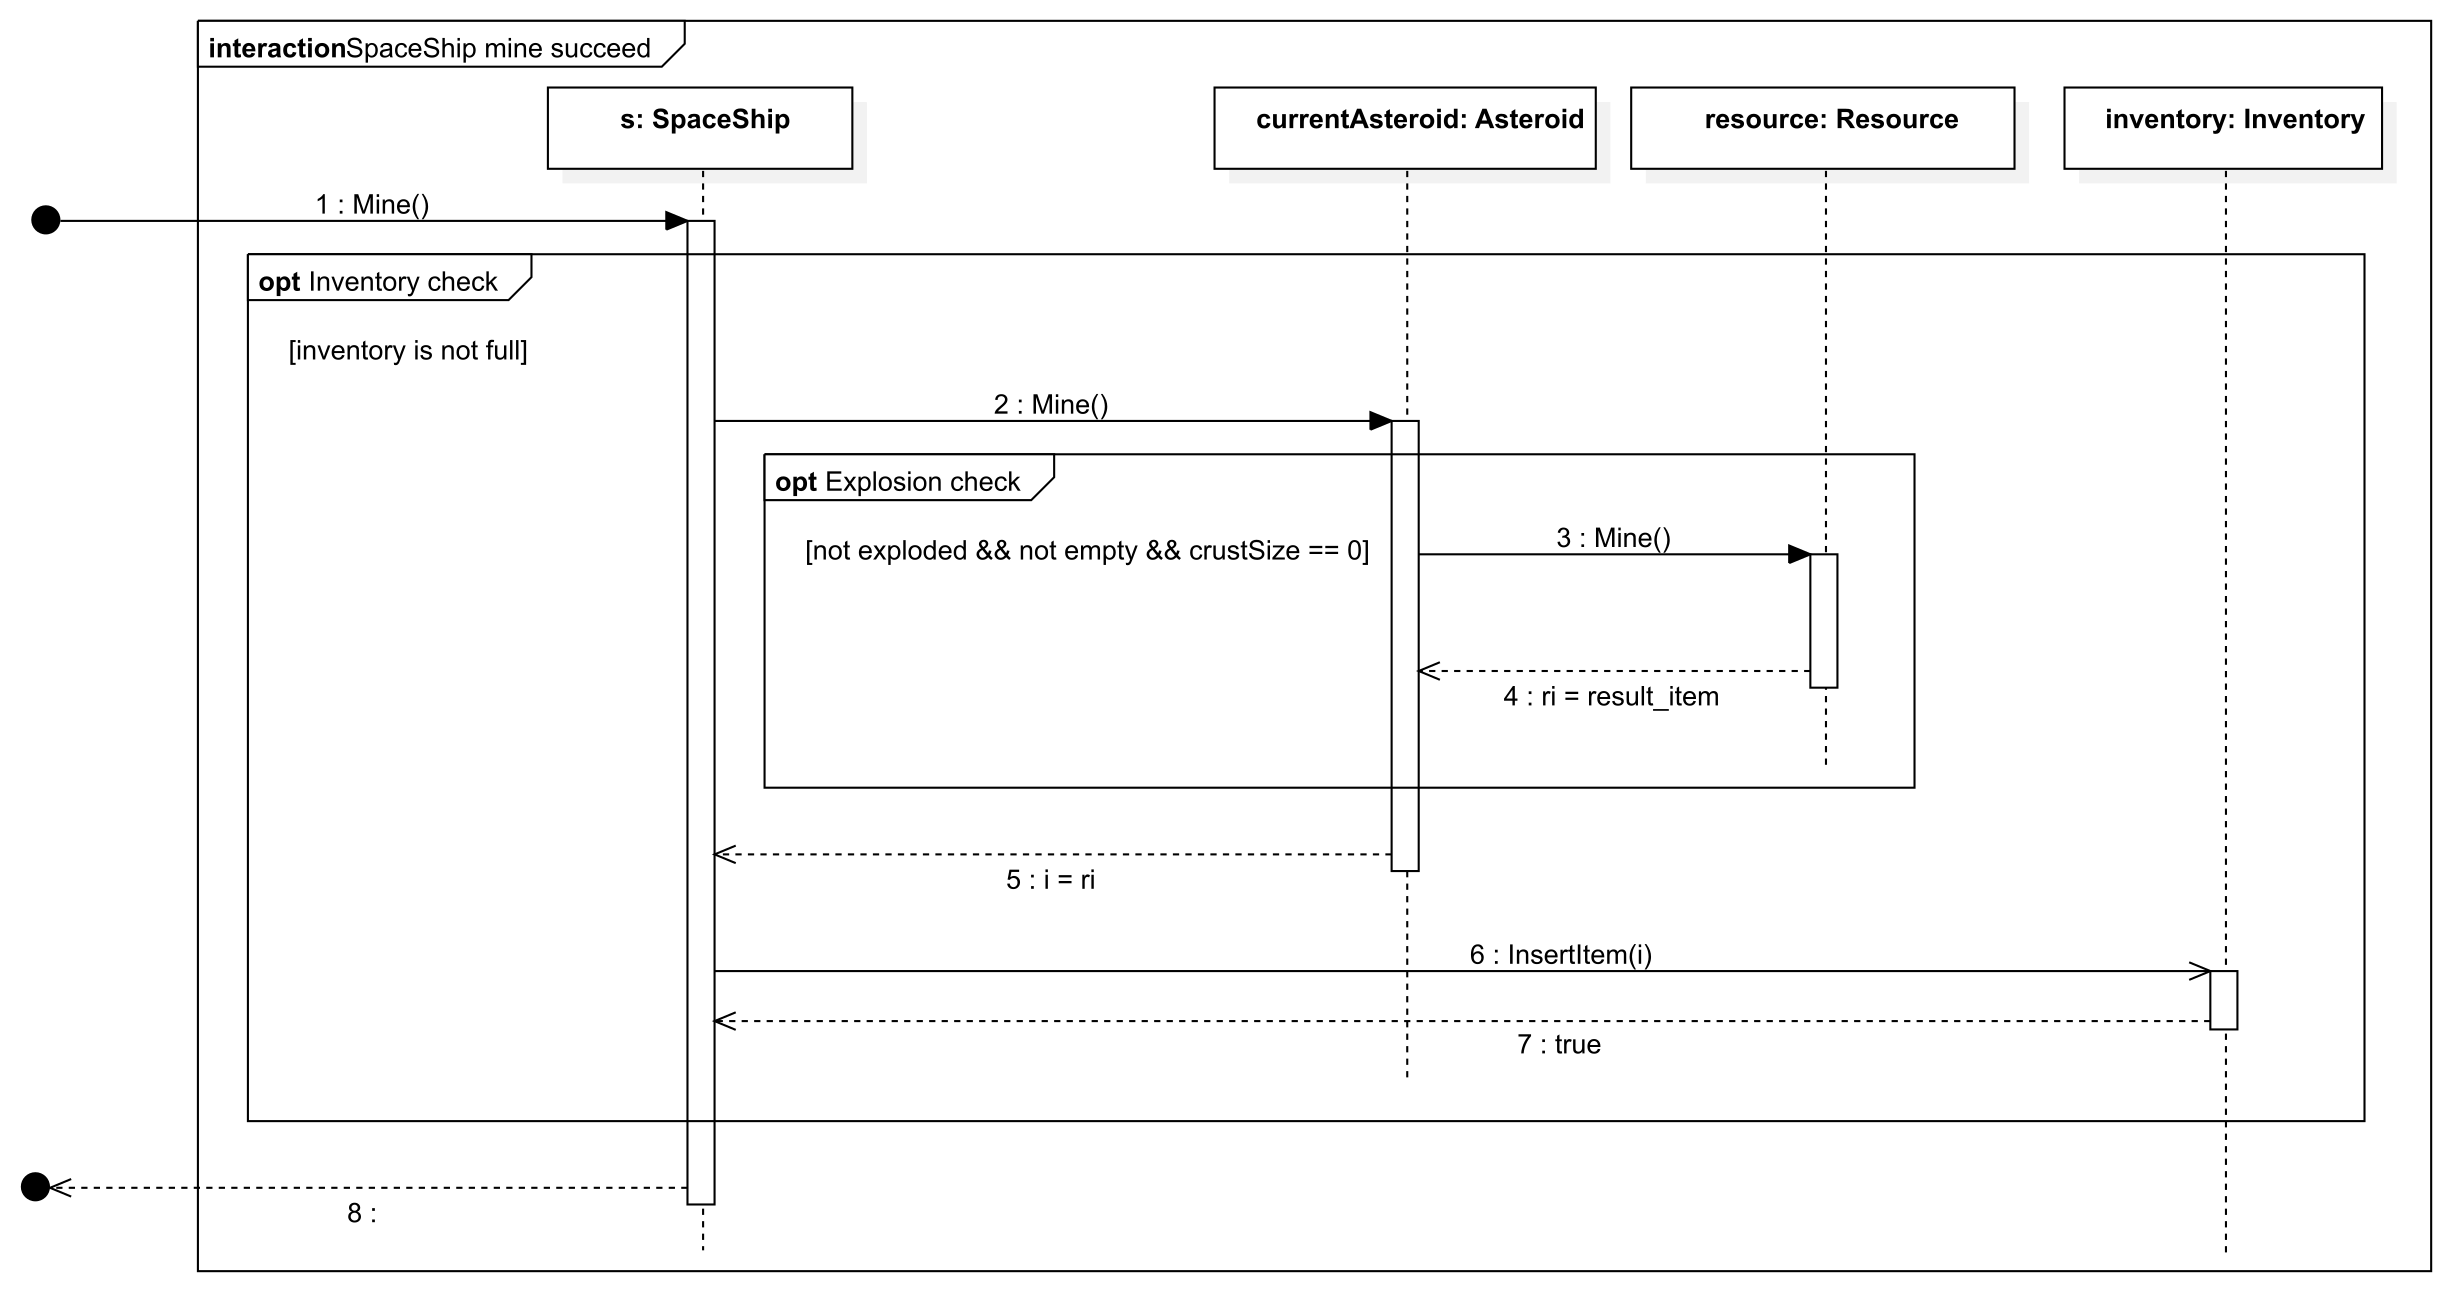 interactionSpaceShip mine succeed
s: SpaceShip
currentAsteroid: Asteroid
resource: Resource
inventory: Inventory
1 : Mine()
opt Inventory check
[inventory is not full]
2 : Mine()
opt Explosion check
3 : Mine()
[not exploded && not empty && crustSize == 0]
4 : ri = result_item
5 : i = ri
6 : InsertItem(i)
7 : true
8 :